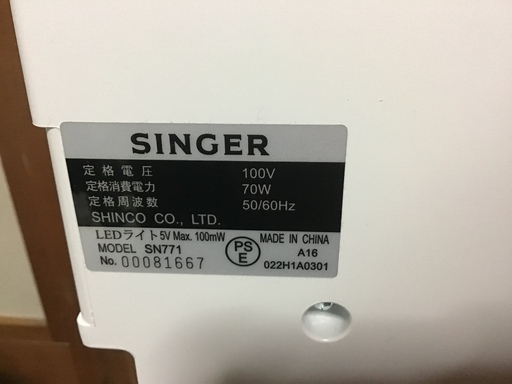 SINGER
定格電圧 100V
定格消費電力 70W
定格周波数 50/60Hz
SHINCO CO., LTD.
LEDライト 5V Max. 100mW
MODEL SN771
No. 00081667
PS
E
MADE IN CHINA
A16
022H1A0301